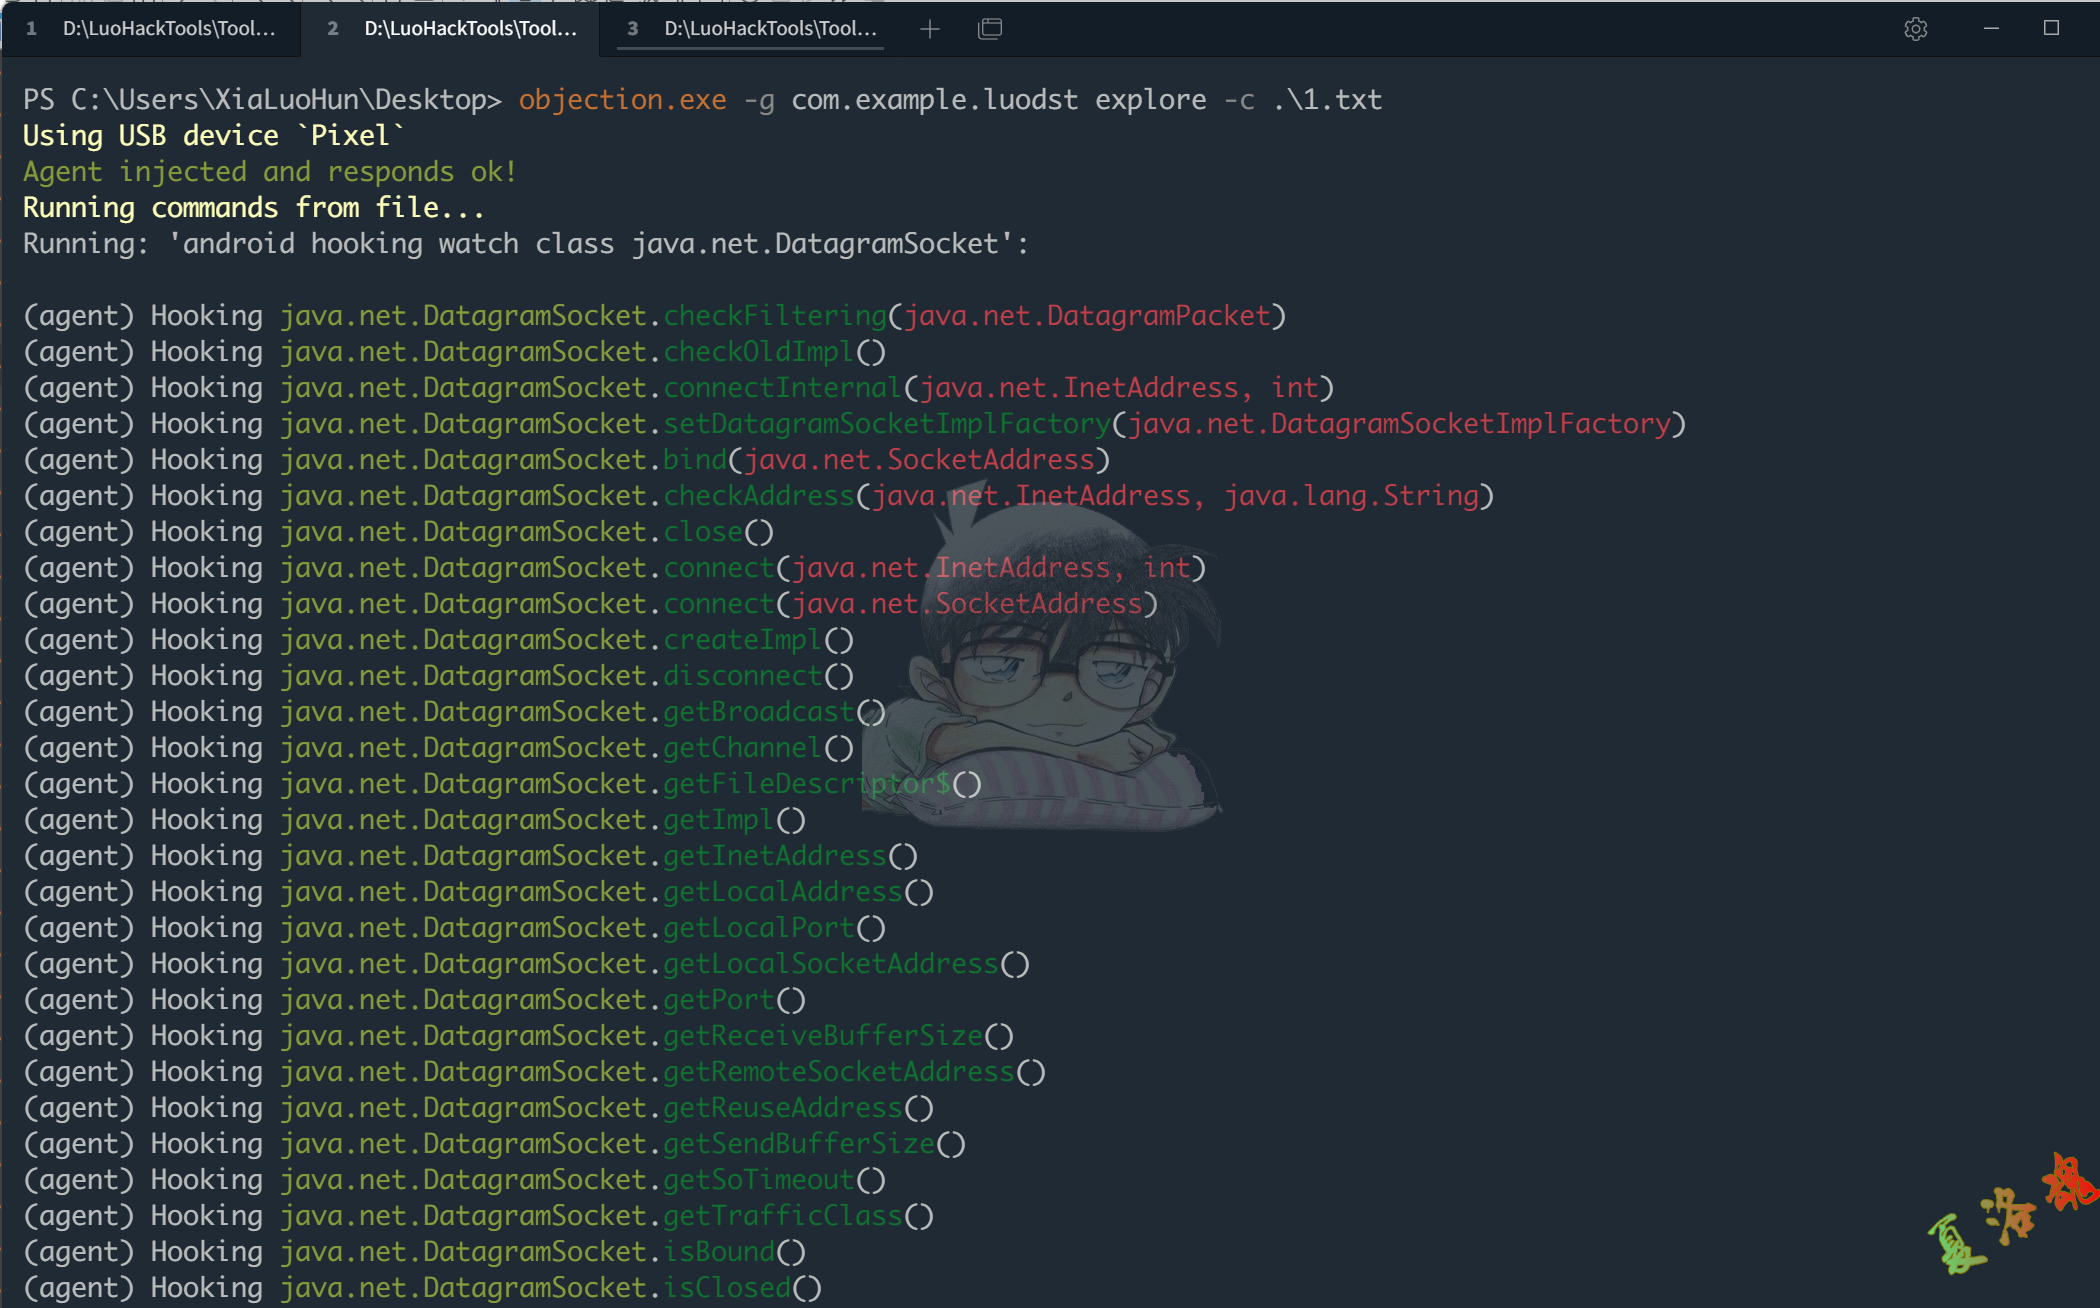 1 D:\LuoHackTools\Tool... 2 D:\LuoHackTools\Tool... 3 D:\LuoHackTools\Tool...
PS C:\Users\XiaLuoHun\Desktop> objection.exe -g com.example.luodst explore -c .\1.txt
Using USB device `Pixel`
Agent injected and responds ok!
Running commands from file...
Running: 'android hooking watch class java.net.DatagramSocket':
(agent) Hooking java.net.DatagramSocket.checkFiltering(java.net.DatagramPacket)
(agent) Hooking java.net.DatagramSocket.checkOldImpl()
(agent) Hooking java.net.DatagramSocket.connectInternal(java.net.InetAddress, int)
(agent) Hooking java.net.DatagramSocket.setDatagramSocketImplFactory(java.net.DatagramSocketImplFactory)
(agent) Hooking java.net.DatagramSocket.bind(java.net.SocketAddress)
(agent) Hooking java.net.DatagramSocket.checkAddress(java.net.InetAddress, java.lang.String)
(agent) Hooking java.net.DatagramSocket.close()
(agent) Hooking java.net.DatagramSocket.connect(java.net.InetAddress, int)
(agent) Hooking java.net.DatagramSocket.connect(java.net.SocketAddress)
(agent) Hooking java.net.DatagramSocket.createImpl()
(agent) Hooking java.net.DatagramSocket.disconnect()
(agent) Hooking java.net.DatagramSocket.getBroadcast()
(agent) Hooking java.net.DatagramSocket.getChannel()
(agent) Hooking java.net.DatagramSocket.getFileDescriptor$()
(agent) Hooking java.net.DatagramSocket.getImpl()
(agent) Hooking java.net.DatagramSocket.getInetAddress()
(agent) Hooking java.net.DatagramSocket.getLocalAddress()
(agent) Hooking java.net.DatagramSocket.getLocalPort()
(agent) Hooking java.net.DatagramSocket.getLocalSocketAddress()
(agent) Hooking java.net.DatagramSocket.getPort()
(agent) Hooking java.net.DatagramSocket.getReceiveBufferSize()
(agent) Hooking java.net.DatagramSocket.getRemoteSocketAddress()
(agent) Hooking java.net.DatagramSocket.getReuseAddress()
(agent) Hooking java.net.DatagramSocket.getSendBufferSize()
(agent) Hooking java.net.DatagramSocket.getSoTimeout()
(agent) Hooking java.net.DatagramSocket.getTrafficClass()
(agent) Hooking java.net.DatagramSocket.isBound()
(agent) Hooking java.net.DatagramSocket.isClosed()
夏洛魂